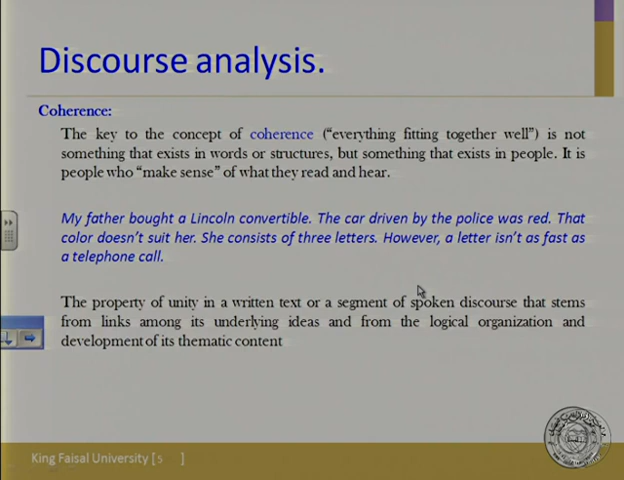 Discourse analysis.
Coherence:
The key to the concept of coherence (“everything fitting together well”) is not
something that exists in words or structures, but something that exists in people. It is
people who “make sense” of what they read and hear.
My father bought a Lincoln convertible. The car driven by the police was red. That
color doesn’t suit her. She consists of three letters. However, a letter isn’t as fast as
a telephone call.
The property of unity in a written text or a segment of spoken discourse that stems
from links among its underlying ideas and from the logical organization and
development of its thematic content
King Faisal University [ 5 ]